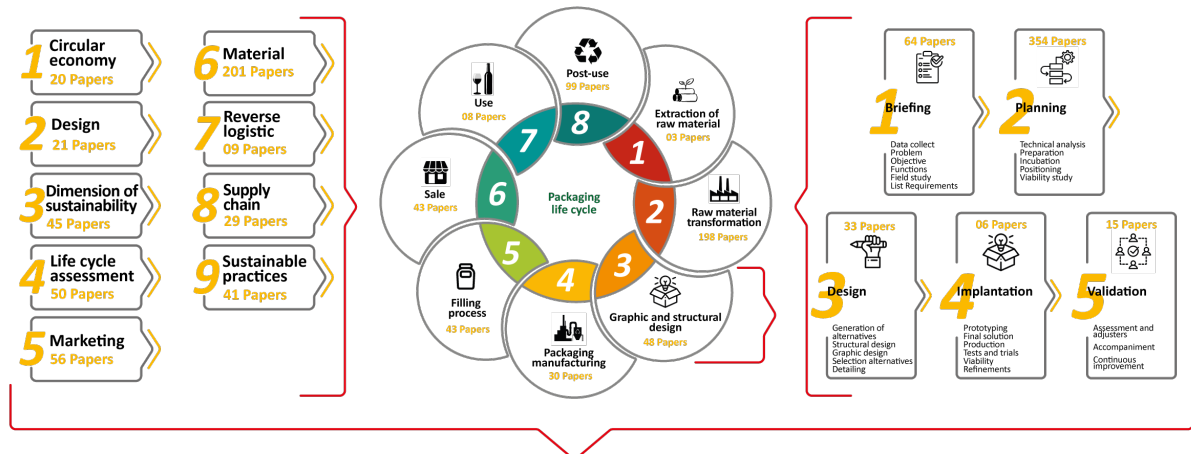 1
Circular
economy
20 Papers
2
Design
21 Papers
3
Dimension of
sustainability
45 Papers
4
Life cycle
assessment
50 Papers
5
Marketing
56 Papers
6
Material
201 Papers
7
Reverse
logistic
09 Papers
8
Supply
chain
29 Papers
9
Sustainable
practices
41 Papers
Packaging
life cycle
1
Extraction of
raw material
03 Papers
2
Raw material
transformation
198 Papers
3
Graphic and structural
design
48 Papers
4
Packaging
manufacturing
30 Papers
5
Filling
process
43 Papers
6
Sale
43 Papers
7
Use
08 Papers
8
Post-use
99 Papers
64 Papers
1
Briefing
Data collect
Problem
Objective
Functions
Field study
List Requirements
354 Papers
2
Planning
Technical analysis
Preparation
Incubation
Positioning
Viability study
33 Papers
3
Design
Generation of
alternatives
Structural design
Graphic design
Selection alternatives
Detailing
06 Papers
4
Implantation
Prototyping
Final solution
Production
Tests and trials
Viability
Refinements
15 Papers
5
Validation
Assessment and
adjusters
Accompaniment
Continuous
improvement